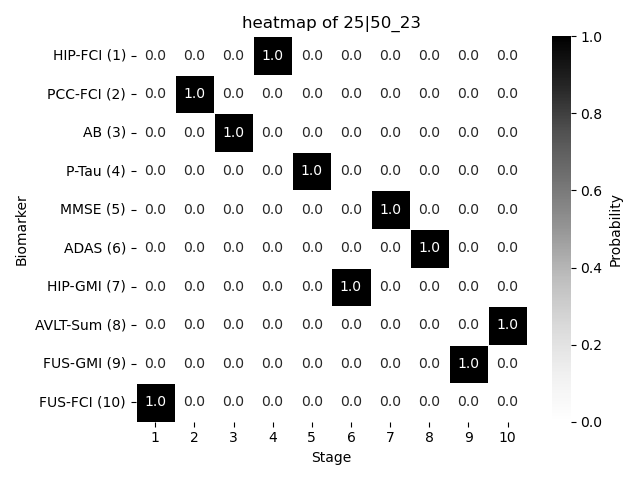 heatmap of 25|50_23
HIP-FCI (1) 0.0 0.0 0.0 1.0 0.0 0.0 0.0 0.0 0.0 0.0
PCC-FCI (2) 0.0 1.0 0.0 0.0 0.0 0.0 0.0 0.0 0.0 0.0
AB (3) 0.0 0.0 1.0 0.0 0.0 0.0 0.0 0.0 0.0 0.0
P-Tau (4) 0.0 0.0 0.0 0.0 1.0 0.0 0.0 0.0 0.0 0.0
MMSE (5) 0.0 0.0 0.0 0.0 0.0 0.0 1.0 0.0 0.0 0.0
ADAS (6) 0.0 0.0 0.0 0.0 0.0 0.0 0.0 1.0 0.0 0.0
HIP-GMI (7) 0.0 0.0 0.0 0.0 0.0 1.0 0.0 0.0 0.0 0.0
AVLT-Sum (8) 0.0 0.0 0.0 0.0 0.0 0.0 0.0 0.0 0.0 1.0
FUS-GMI (9) 0.0 0.0 0.0 0.0 0.0 0.0 0.0 0.0 1.0 0.0
FUS-FCI (10) 1.0 0.0 0.0 0.0 0.0 0.0 0.0 0.0 0.0 0.0
1 2 3 4 5 6 7 8 9 10
Stage
Biomarker
1.0
0.8
0.6
0.4
0.2
0.0
Probability